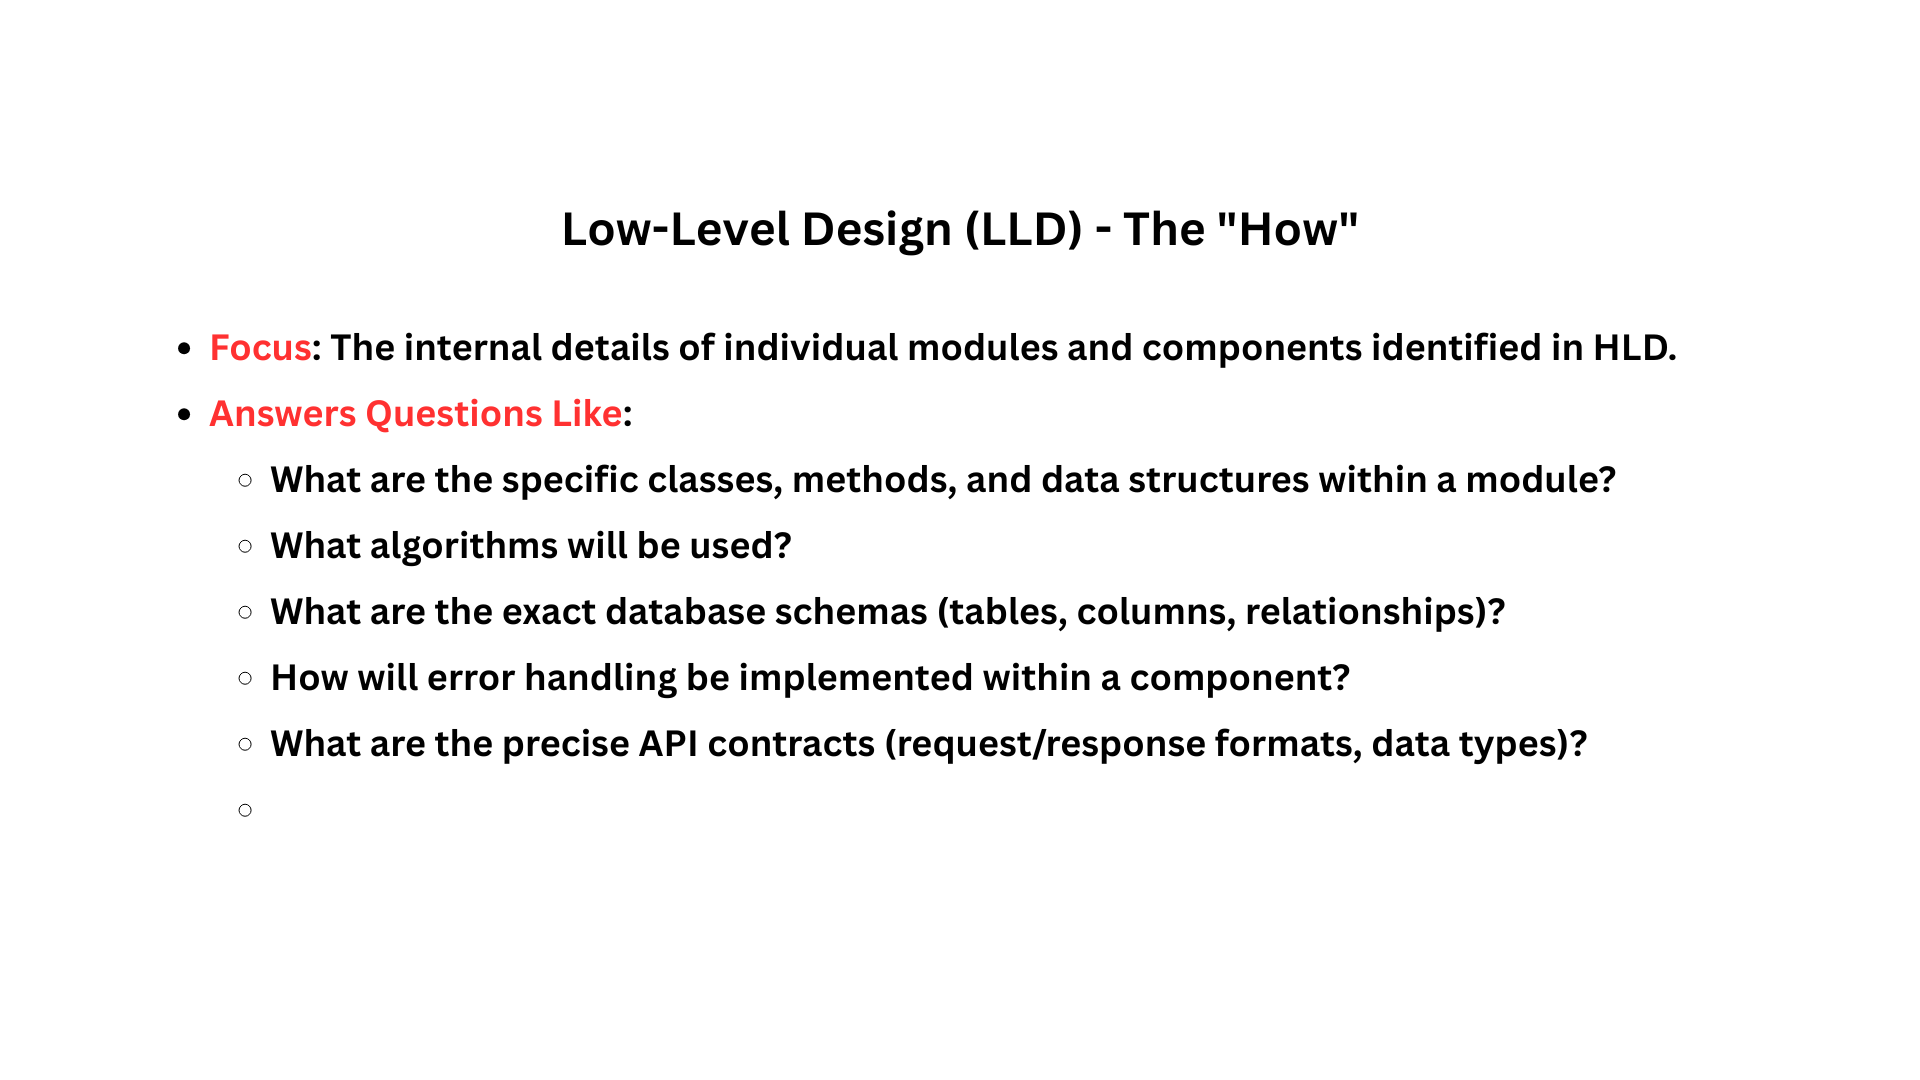 Low-Level Design (LLD) - The "How"
• Focus: The internal details of individual modules and components identified in HLD.
• Answers Questions Like:
○ What are the specific classes, methods, and data structures within a module?
○ What algorithms will be used?
○ What are the exact database schemas (tables, columns, relationships)?
○ How will error handling be implemented within a component?
○ What are the precise API contracts (request/response formats, data types)?
○